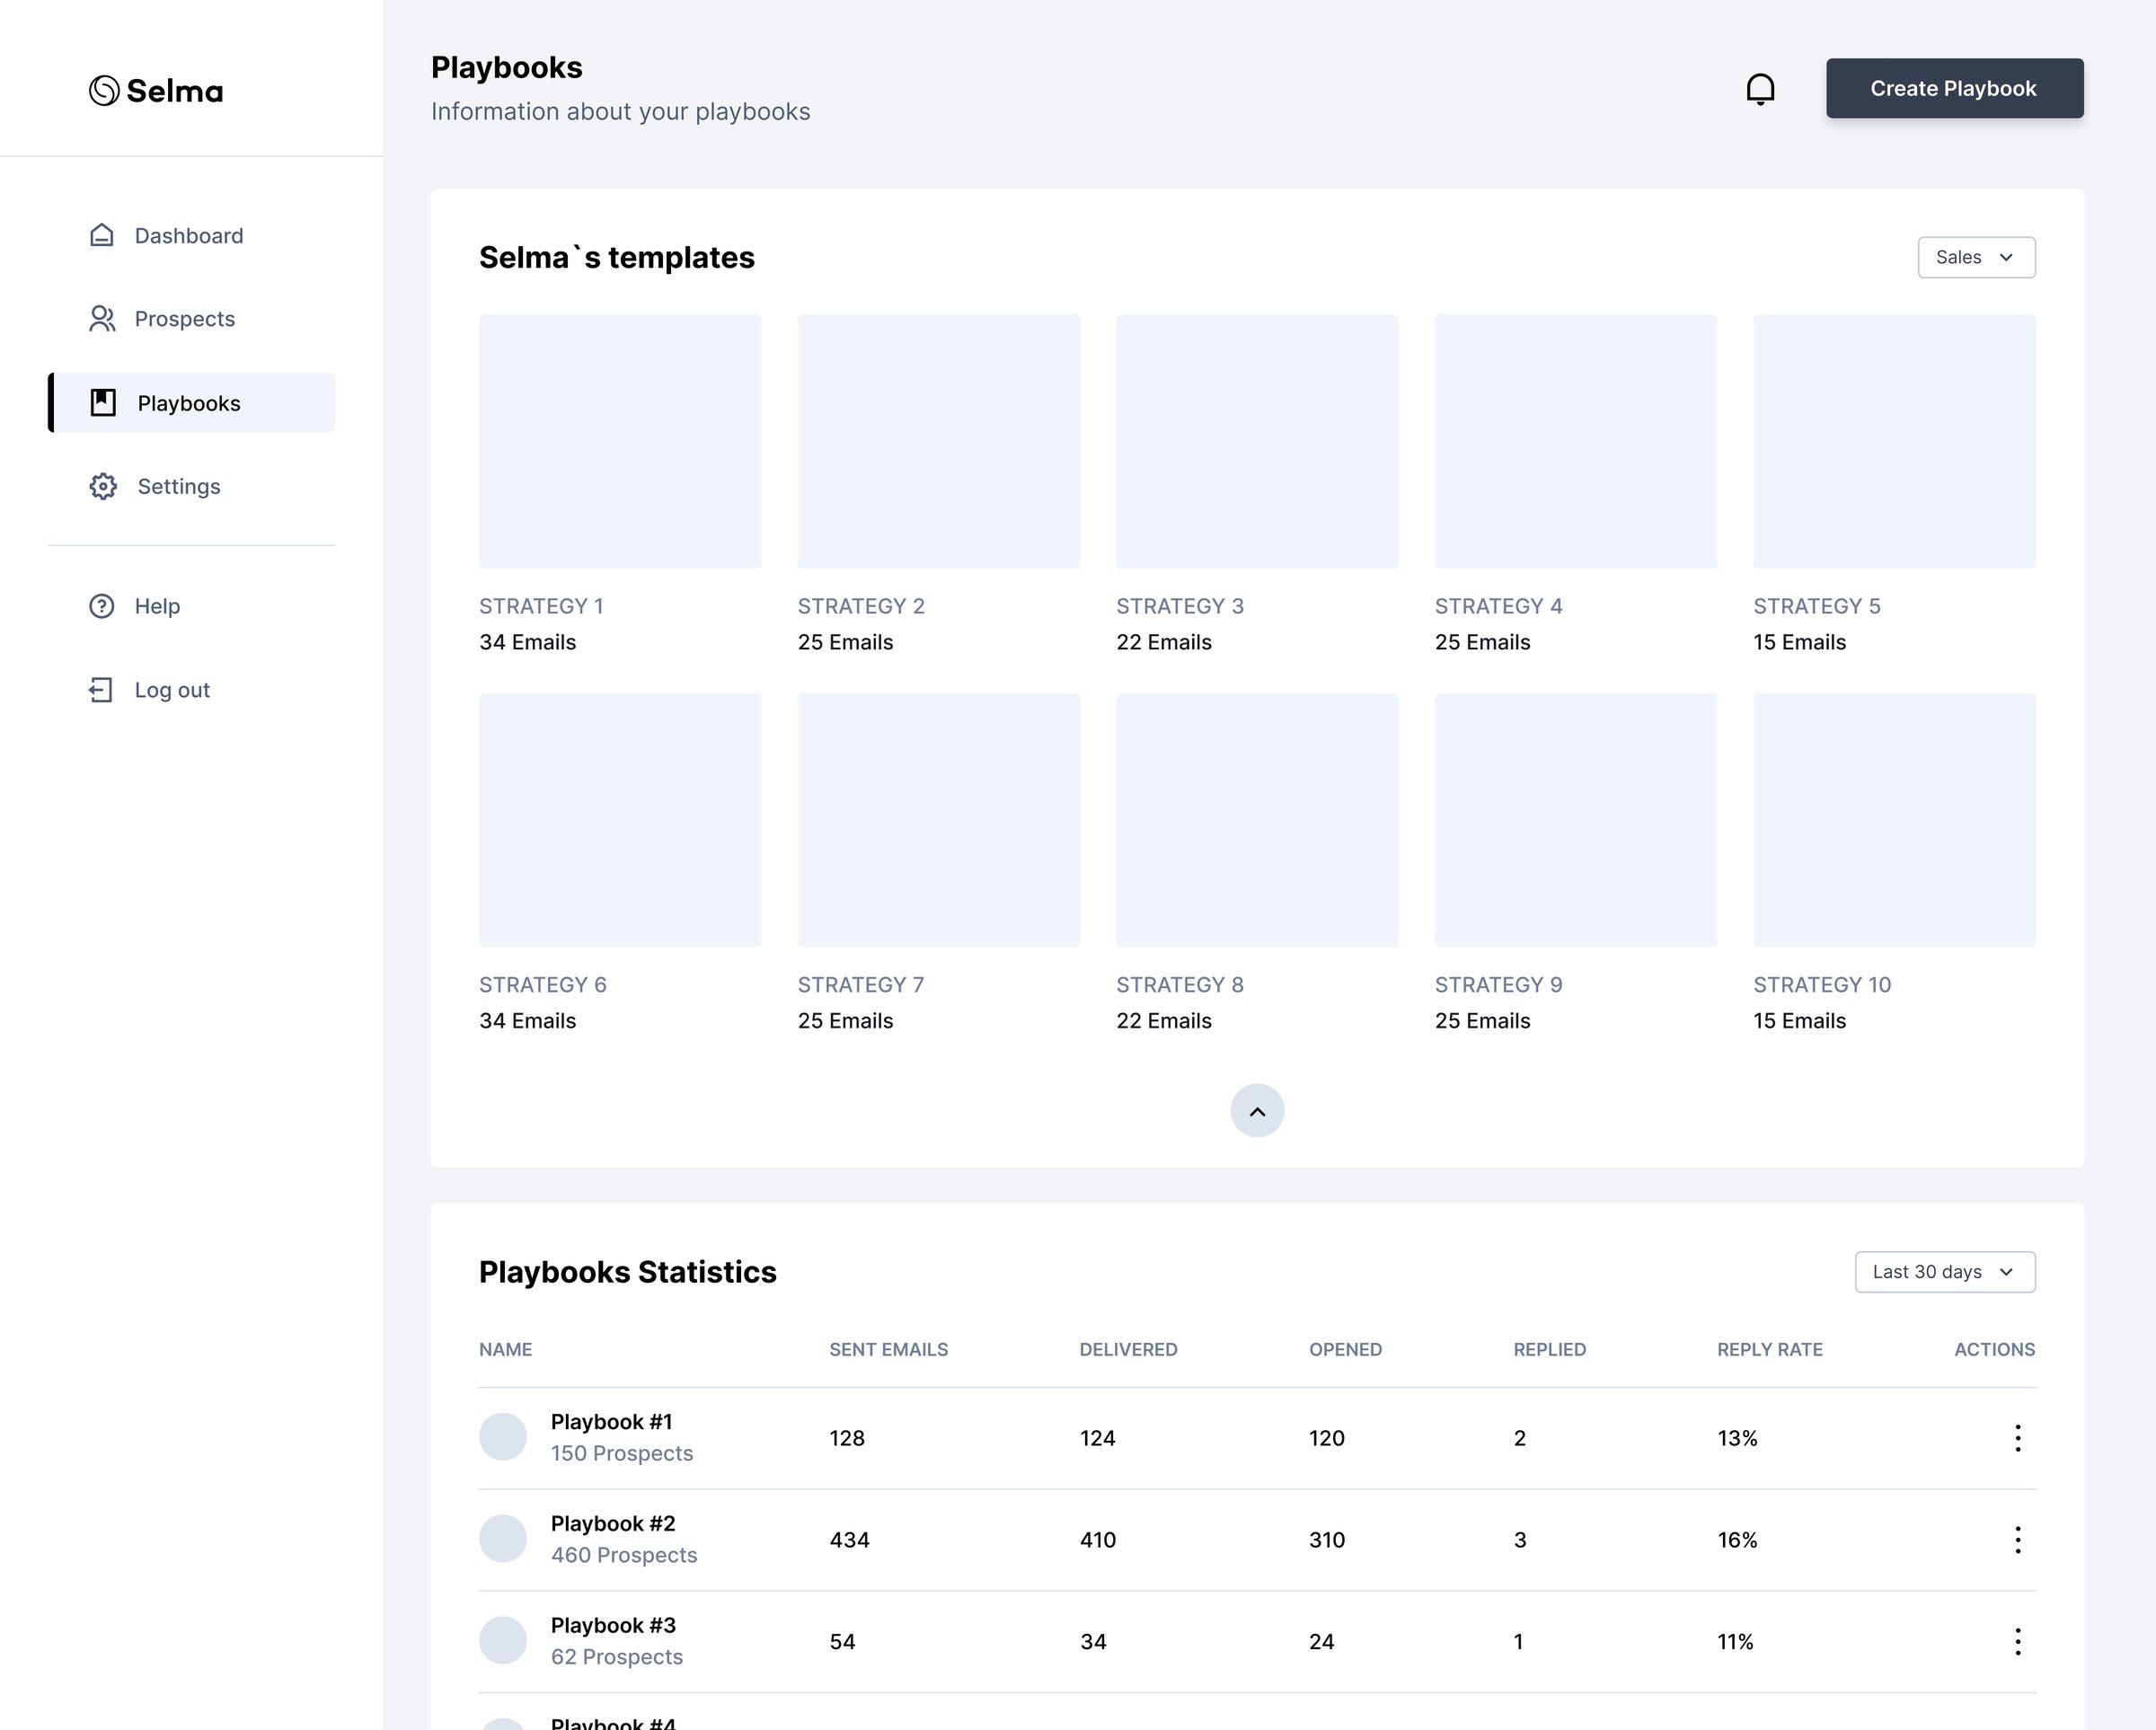 Selma
Dashboard
Prospects
Playbooks
Settings
Help
Log out
Playbooks
Information about your playbooks
Create Playbook
Selma`s templates
Sales
STRATEGY 1
34 Emails
STRATEGY 2
25 Emails
STRATEGY 3
22 Emails
STRATEGY 4
25 Emails
STRATEGY 5
15 Emails
STRATEGY 6
34 Emails
STRATEGY 7
25 Emails
STRATEGY 8
22 Emails
STRATEGY 9
25 Emails
STRATEGY 10
15 Emails
Playbooks Statistics
Last 30 days
NAME SENT EMAILS DELIVERED OPENED REPLIED REPLY RATE ACTIONS
Playbook #1
150 Prospects
128 124 120 2 13%
Playbook #2
460 Prospects
434 410 310 3 16%
Playbook #3
62 Prospects
54 34 24 1 11%
Playbook #4